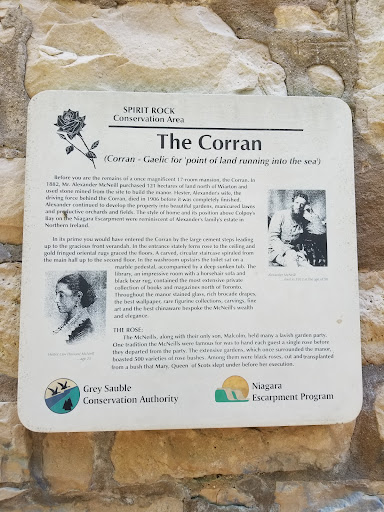 SPIRIT ROCK
Conservation Area
The Corran
(Corran - Gaelic for 'point of land running into the sea')
Before you are the remains of a once magnificent 17-room mansion, the Corran. In
1882, Mr. Alexander McNeill purchased 131 hectares of land north of Wiarton and
used stone mined from the site to build the manor. Hester, Alexander's wife, the
driving force behind the Corran, died in 1906 before it was completely finished.
Alexander continued to develop the property into beautiful gardens, manicured lawns
and productive orchards and fields. The style of home and its position above Colpoy's
Bay on the Niagara Escarpment were reminiscent of Alexander's family's estate in
Northern Ireland.
In its prime you would have entered the Corran by the large cement steps leading
up to the gracious front verandah. In the entrance stately ferns rose to the ceiling and
gold fringed oriental rugs graced the floors. A curved, circular staircase spiraled from
the main hall up to the second floor. In the washroom upstairs the toilet sat on a
marble pedestal, accompanied by a deep sunken tub. The
library, an impressive room with a horsehair sofa and
black bear rug, contained the most extensive private
collection of books and magazines north of Toronto.
Throughout the manor stained glass, rich brocade drapes,
the best wallpaper, rare figurine collections, carvings, fine
art and the best chinaware bespoke the McNeill's wealth
and elegance.
THE ROSE:
The McNeills, along with their only son, Malcolm, held many a lavish garden party.
One tradition the McNeills were famous for was to hand each guest a single rose before
they departed from the party. The extensive gardens, which once surrounded the manor,
boasted 500 varieties of rose bushes. Among them were black roses, cut and transplanted
from a bush that Mary, Queen of Scots slept under before her execution.
Grey Sauble
Conservation Authority
Niagara
Escarpment Program